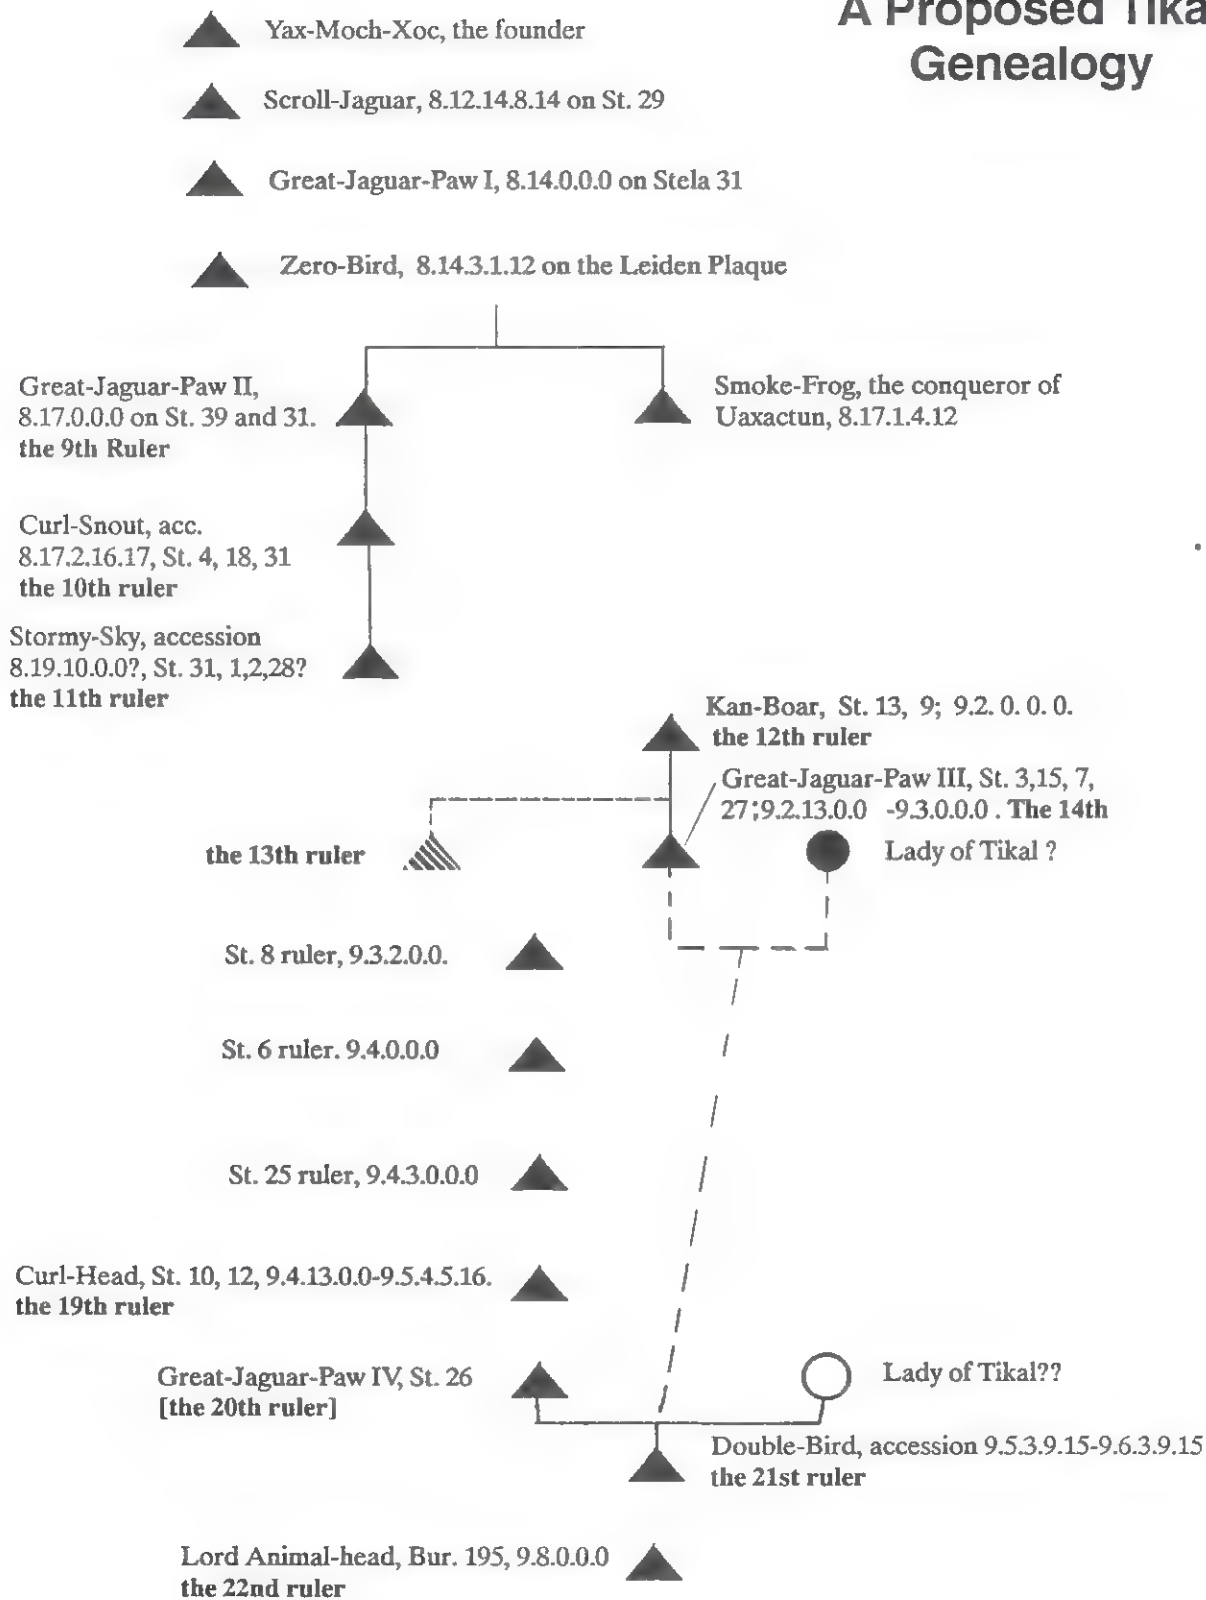 A Proposed Tika
Genealogy
Yax-Moch-Xoc, the founder
Scroll-Jaguar, 8.12.14.8.14 on St. 29
Great-Jaguar-Paw I, 8.14.0.0.0 on Stela 31
Zero-Bird, 8.14.3.1.12 on the Leiden Plaque
Great-Jaguar-Paw II,
8.17.0.0.0 on St. 39 and 31.
the 9th Ruler
Smoke-Frog, the conqueror of
Uaxactun, 8.17.1.4.12
Curl-Snout, acc.
8.17.2.16.17, St. 4, 18, 31
the 10th ruler
Stormy-Sky, accession
8.19.10.0.0?, St. 31, 1,2,28?
the 11th ruler
Kan-Boar, St. 13, 9; 9.2. 0. 0. 0.
the 12th ruler
Great-Jaguar-Paw III, St. 3,15, 7,
27;9.2.13.0.0 -9.3.0.0.0 . The 14th
the 13th ruler
Lady of Tikal ?
St. 8 ruler, 9.3.2.0.0.
St. 6 ruler. 9.4.0.0.0
St. 25 ruler, 9.4.3.0.0.0
Curl-Head, St. 10, 12, 9.4.13.0.0-9.5.4.5.16.
the 19th ruler
Great-Jaguar-Paw IV, St. 26
[the 20th ruler]
Lady of Tikal??
Double-Bird, accession 9.5.3.9.15-9.6.3.9.15
the 21st ruler
Lord Animal-head, Bur. 195, 9.8.0.0.0
the 22nd ruler